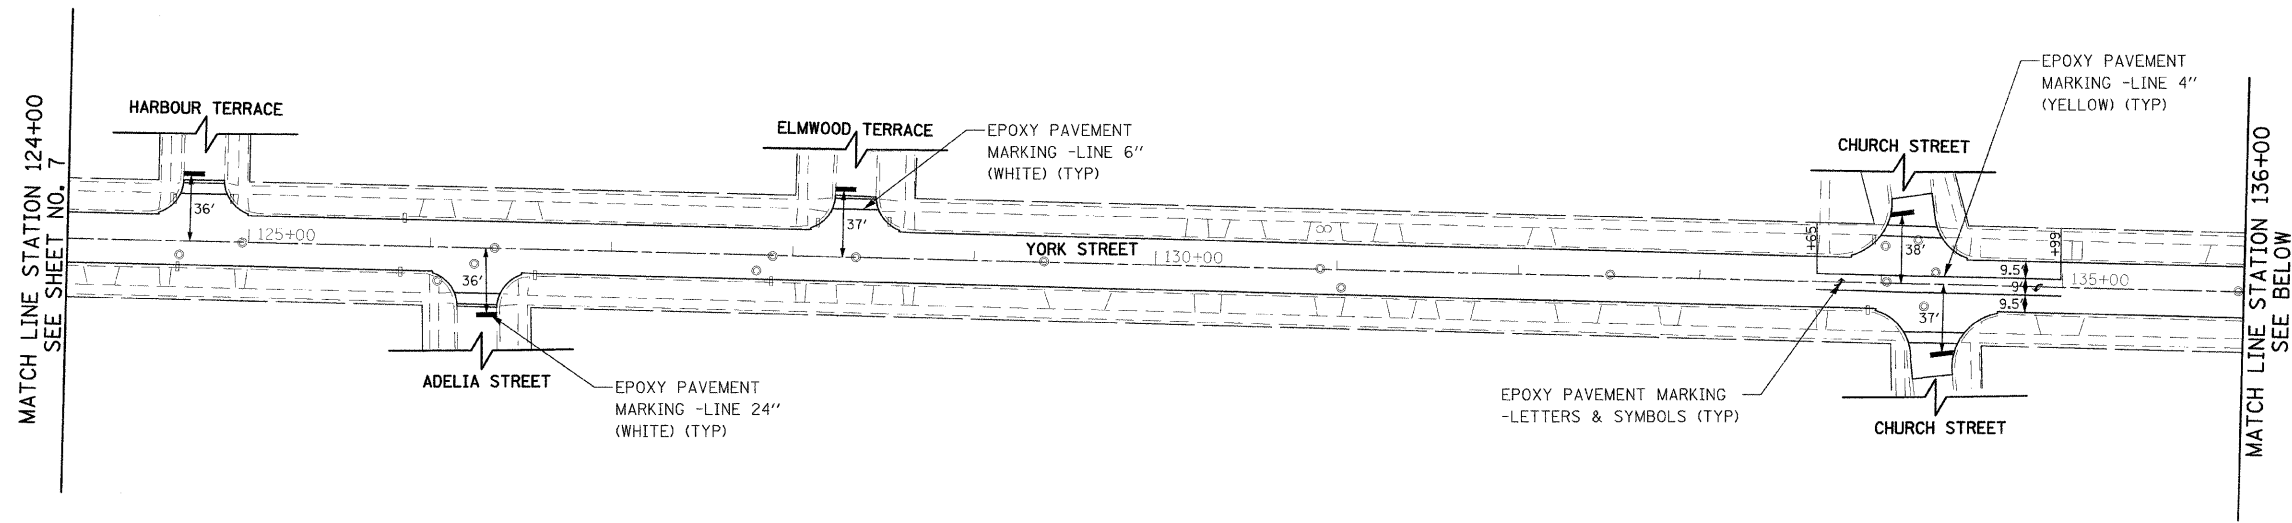 MATCH LINE STATION 124+00
SEE SHEET NO. 7
HARBOUR TERRACE
36'
125+00
36'
ADELIA STREET
EPOXY PAVEMENT
MARKING -LINE 24"
(WHITE) (TYP)
ELMWOOD TERRACE
37'
EPOXY PAVEMENT
MARKING -LINE 6"
(WHITE) (TYP)
YORK STREET
130+00
EPOXY PAVEMENT MARKING
-LETTERS & SYMBOLS (TYP)
EPOXY PAVEMENT
MARKING -LINE 4"
(YELLOW) (TYP)
CHURCH STREET
+65
38'
+99
9.5'
9'
9.5'
37'
135+00
CHURCH STREET
MATCH LINE STATION 136+00
SEE BELOW